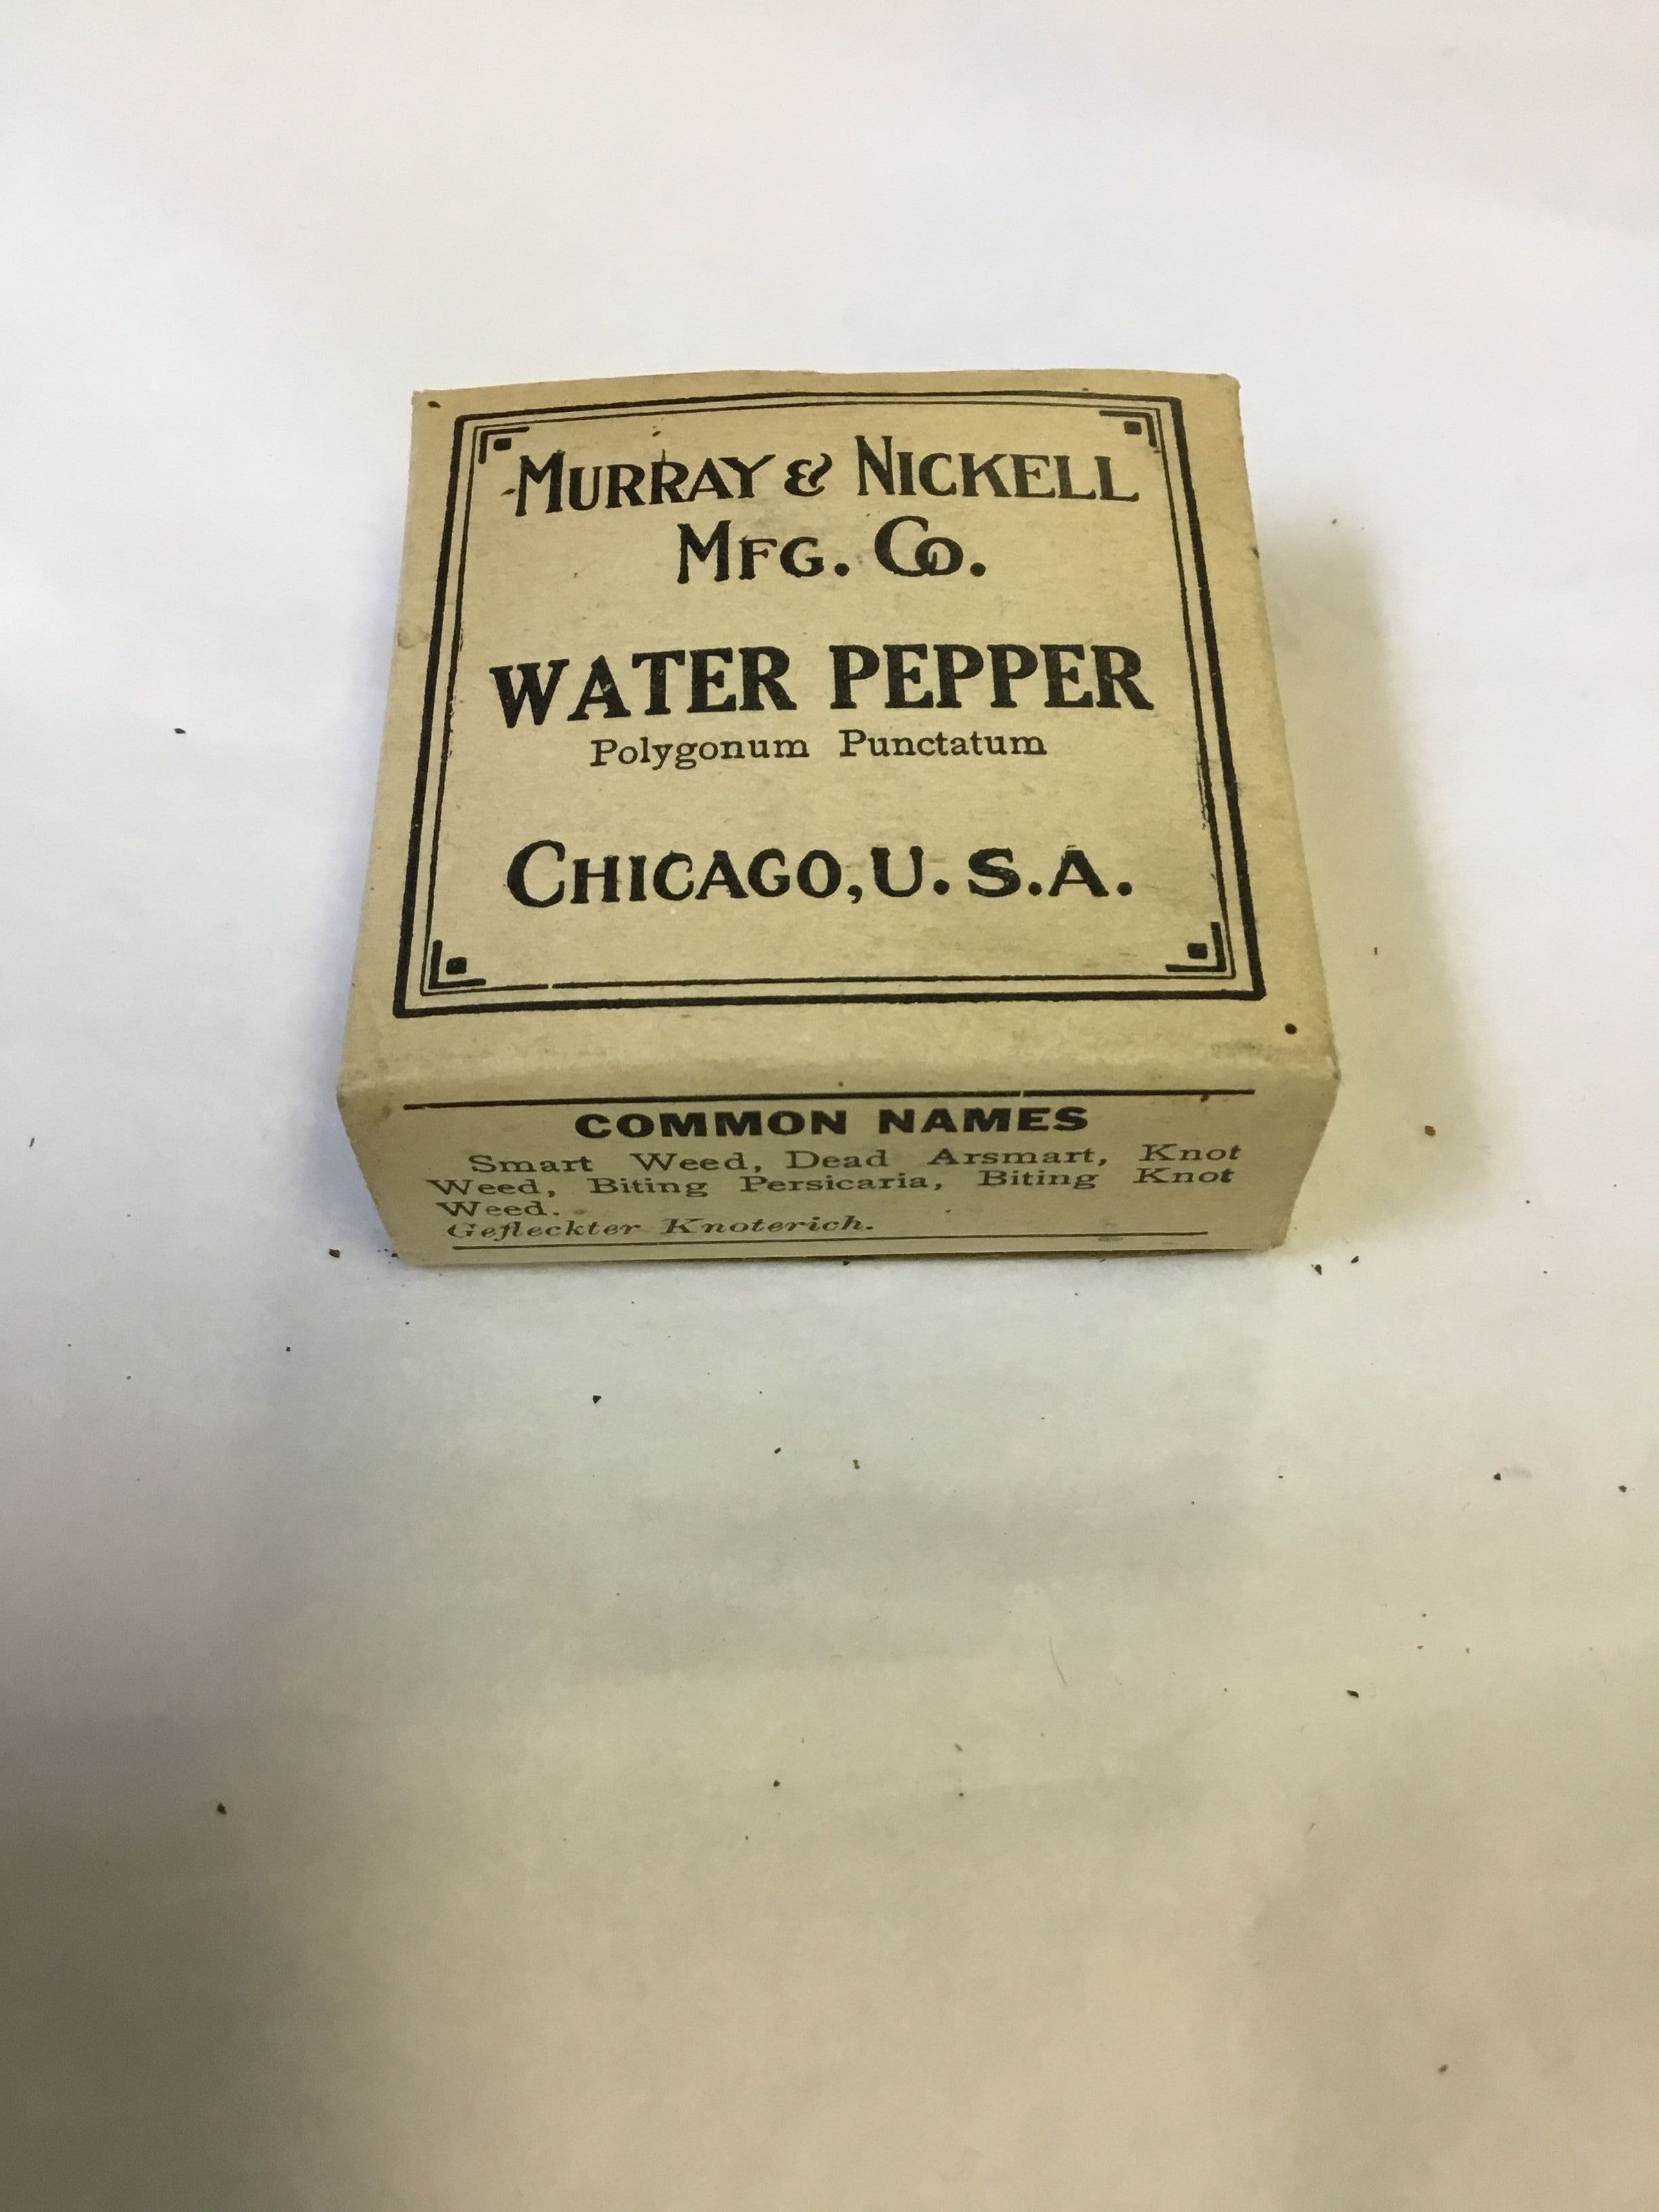 MURRAY & NICKELL
MFG. CO.
WATER PEPPER
Polygonum Punctatum
CHICAGO, U. S. A.
COMMON NAMES
Smart Weed, Dead Arsmart, Knot
Weed, Biting Persicaria, Biting Knot
Weed.
Gefleckter Knoterich.